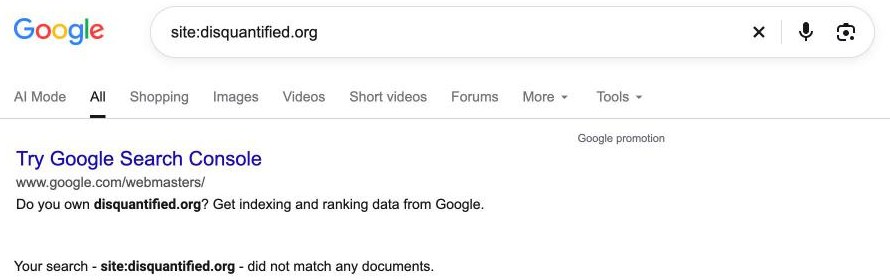 Google
site:disquantified.org
AI Mode All Shopping Images Videos Short videos Forums More Tools
Google promotion
Try Google Search Console
www.google.com/webmasters/
Do you own disquantified.org? Get indexing and ranking data from Google.
Your search - site:disquantified.org - did not match any documents.